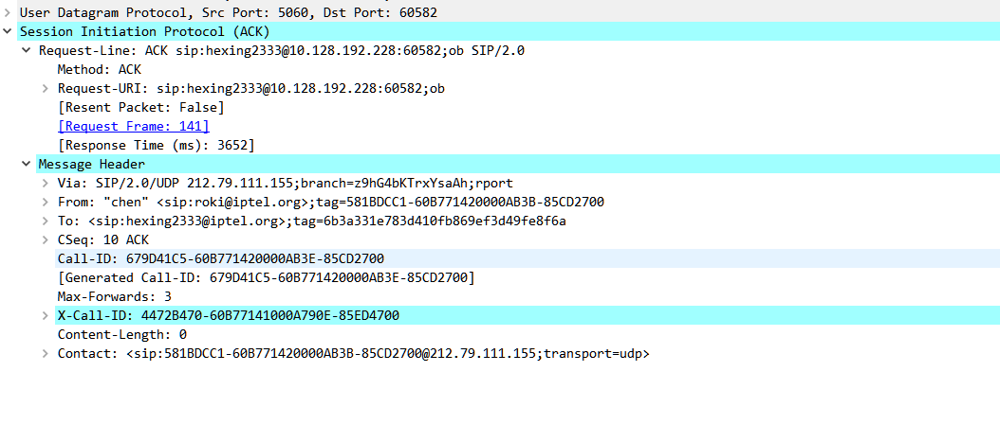 User Datagram Protocol, Src Port: 5060, Dst Port: 60582
Session Initiation Protocol (ACK)
Request-Line: ACK sip:hexing2333@10.128.192.228:60582;ob SIP/2.0
Method: ACK
Request-URI: sip:hexing2333@10.128.192.228:60582;ob
[Resent Packet: False]
[Request Frame: 141]
[Response Time (ms): 3652]
Message Header
Via: SIP/2.0/UDP 212.79.111.155;branch=z9hG4bKTrxYsaAh;rport
From: "chen" <sip:roki@iptel.org>;tag=581BDCC1-60B771420000AB3B-85CD2700
To: <sip:hexing2333@iptel.org>;tag=6b3a331e783d410fb869ef3d49fe8f6a
CSeq: 10 ACK
Call-ID: 679D41C5-60B771420000AB3E-85CD2700
[Generated Call-ID: 679D41C5-60B771420000AB3E-85CD2700]
Max-Forwards: 3
X-Call-ID: 4472B470-60B77141000A790E-85ED4700
Content-Length: 0
Contact: <sip:581BDCC1-60B771420000AB3B-85CD2700@212.79.111.155;transport=udp>